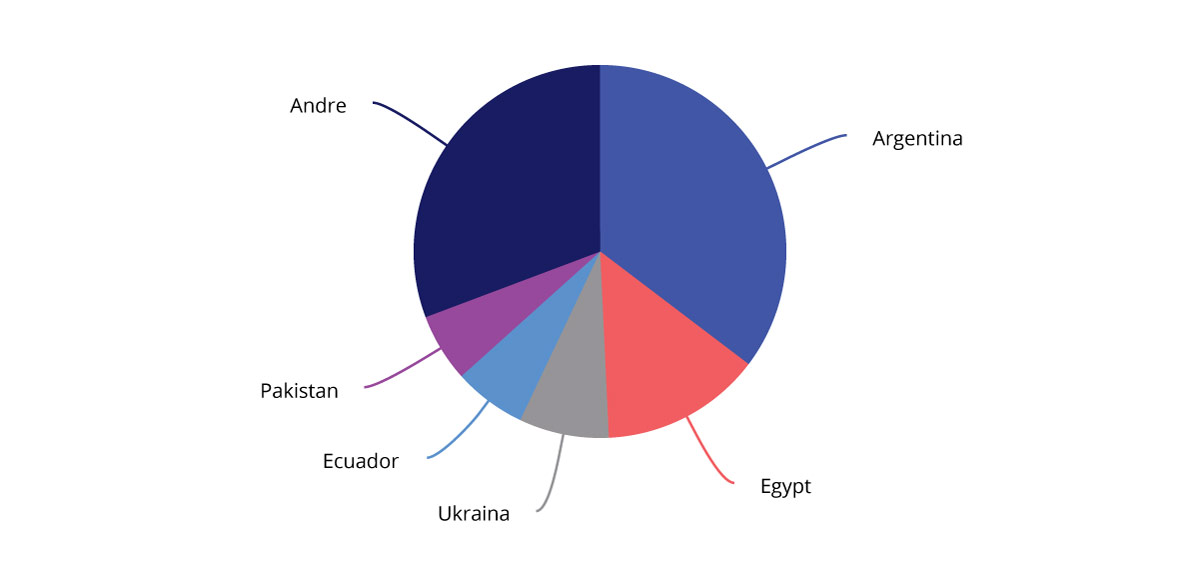 Andre
Argentina
Pakistan
Ecuador
Egypt
Ukraina